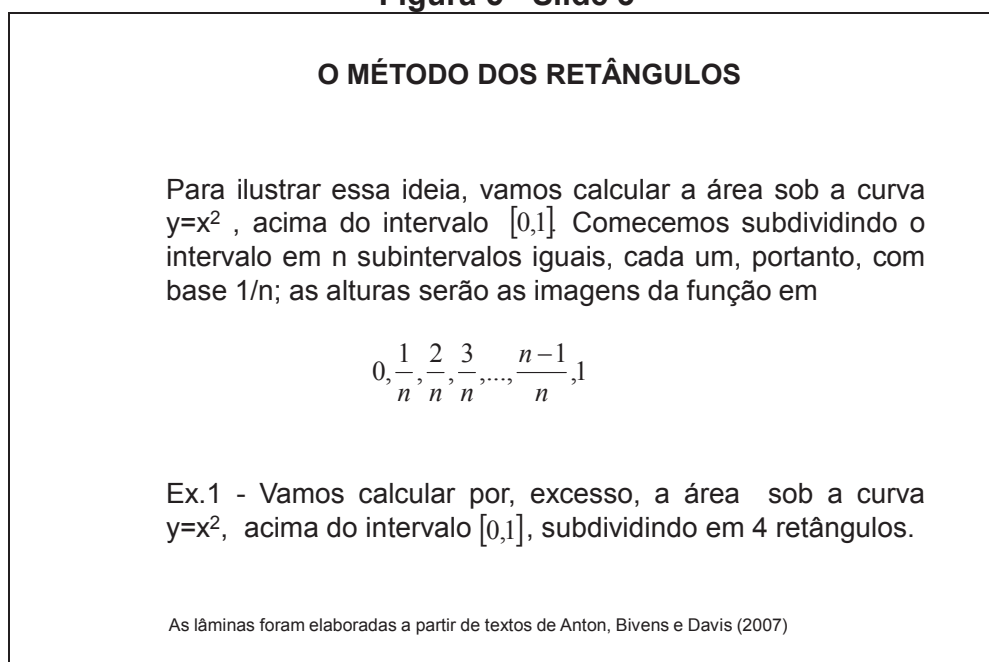 O MÉTODO DOS RETÂNGULOS
Para ilustrar essa ideia, vamos calcular a área sob a curva
y=x² , acima do intervalo [0,1] Comecemos subdividindo o
intervalo em n subintervalos iguais, cada um, portanto, com
base 1/n; as alturas serão as imagens da função em
0, 1/n, 2/n, 3/n,..., n−1/n,1
Ex.1 - Vamos calcular por, excesso, a área sob a curva
y=x², acima do intervalo [0,1], subdividindo em 4 retângulos.
As lâminas foram elaboradas a partir de textos de Anton, Bivens e Davis (2007)